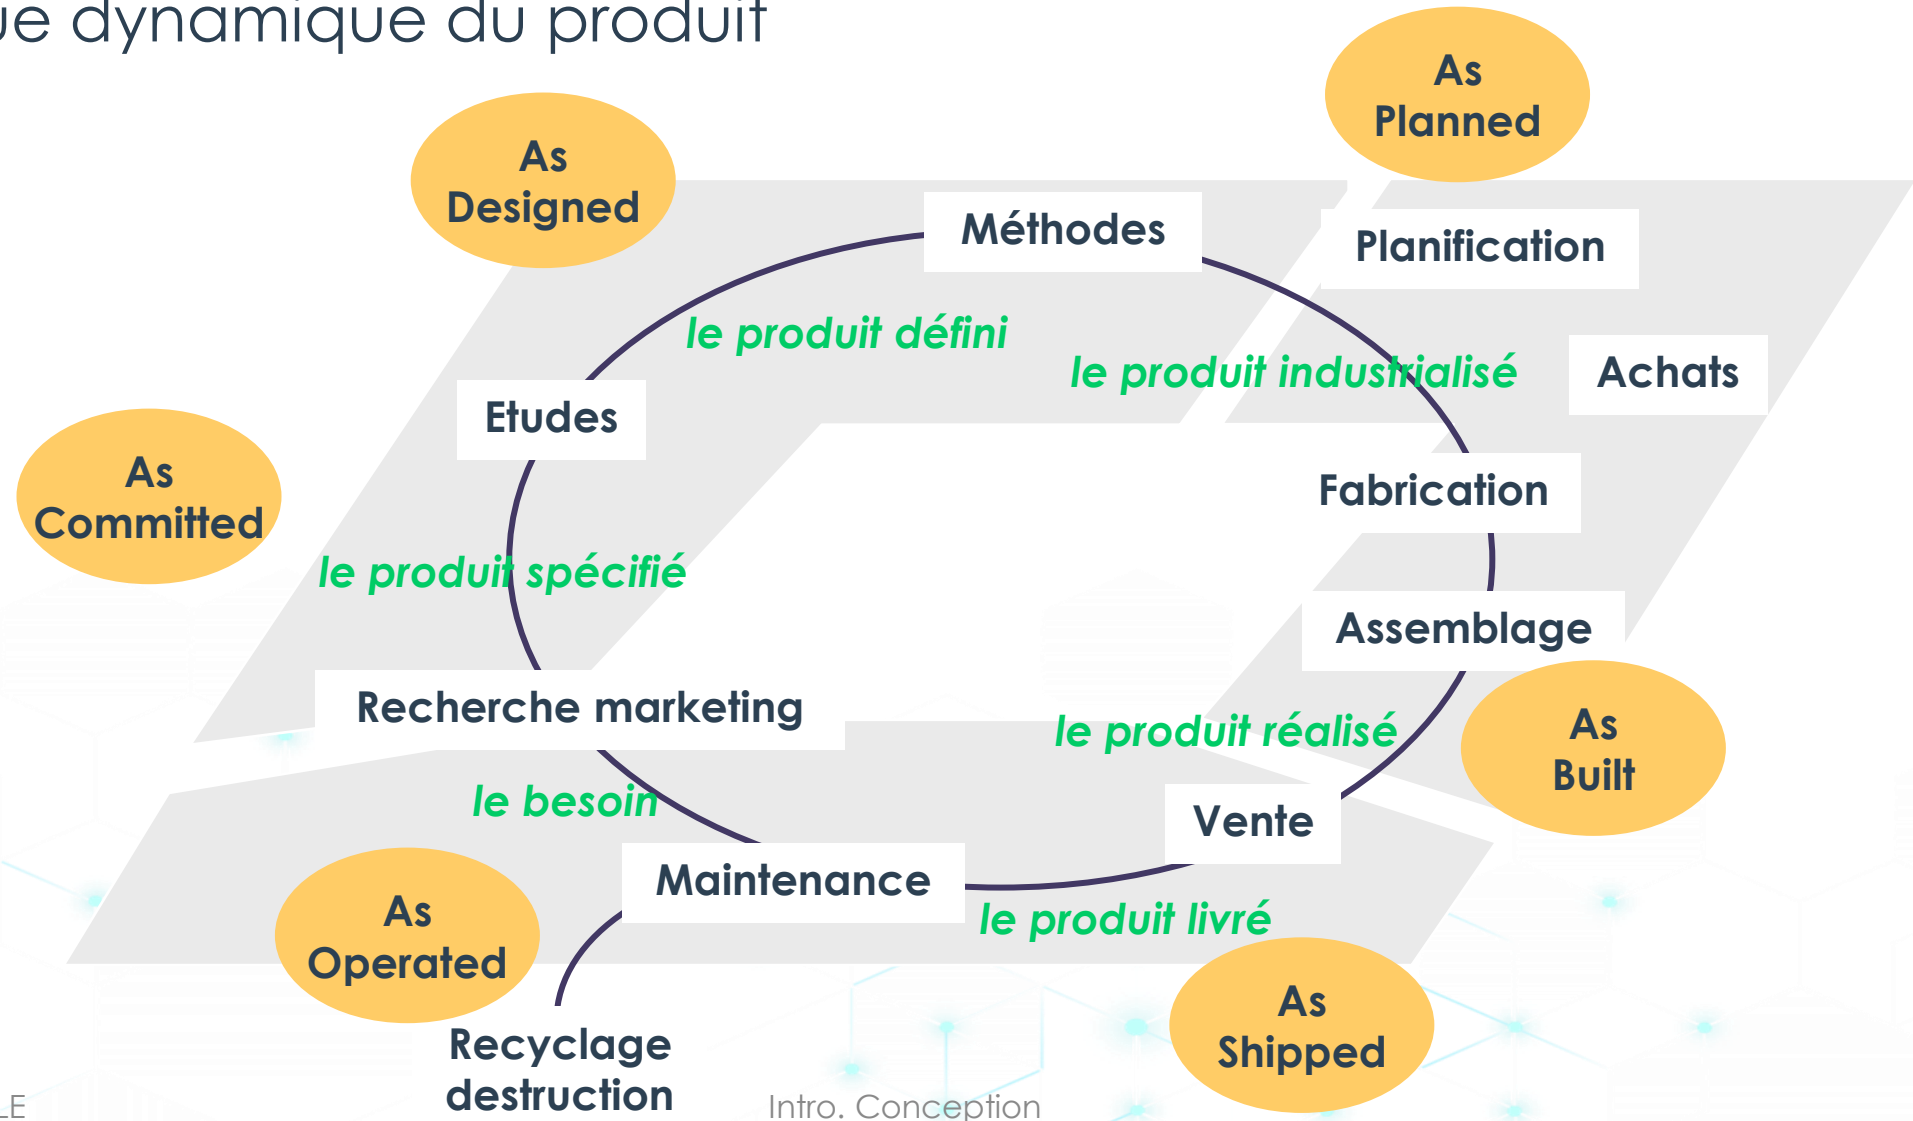 ue dynamique du produit
As
Planned
As
Designed
Méthodes
Planification
le produit défini
le produit industrialisé
Achats
Etudes
As
Committed
Fabrication
le produit spécifié
Assemblage
Recherche marketing
le produit réalisé
As
Built
le besoin
Vente
Maintenance
le produit livré
As
Operated
As
Shipped
Recyclage
destruction
LE
Intro. Conception